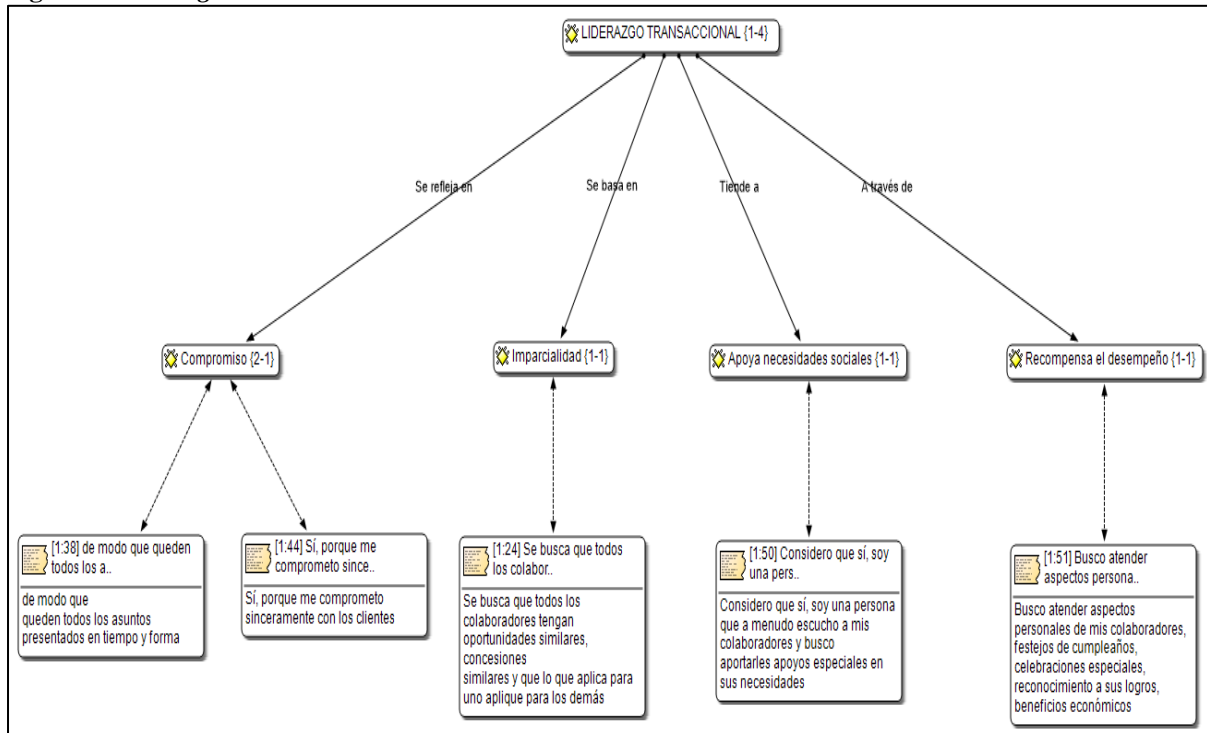 LIDERAZGO TRANSACCIONAL {1-4}
Se refleja en
Se basa en
Tiende a
A través de
Compromiso {2-1}
Imparcialidad {1-1}
Apoya necesidades sociales {1-1}
Recompensa el desempeño {1-1}
[1:38] de modo que queden
todos los a..
de modo que
queden todos los asuntos
presentados en tiempo y forma
[1:44] Sí, porque me
comprometo since..
Sí, porque me comprometo
sinceramente con los clientes
[1:24] Se busca que todos
los colabor..
Se busca que todos los
colaboradores tengan
oportunidades similares,
concesiones
similares y que lo que aplica para
uno aplique para los demás
[1:50] Considero que sí, soy
una pers..
Considero que sí, soy una persona
que a menudo escucho a mis
colaboradores y busco
aportarles apoyos especiales en
sus necesidades
[1:51] Busco atender
aspectos persona..
Busco atender aspectos
personales de mis colaboradores,
festejos de cumpleaños,
celebraciones especiales,
reconocimiento a sus logros,
beneficios económicos